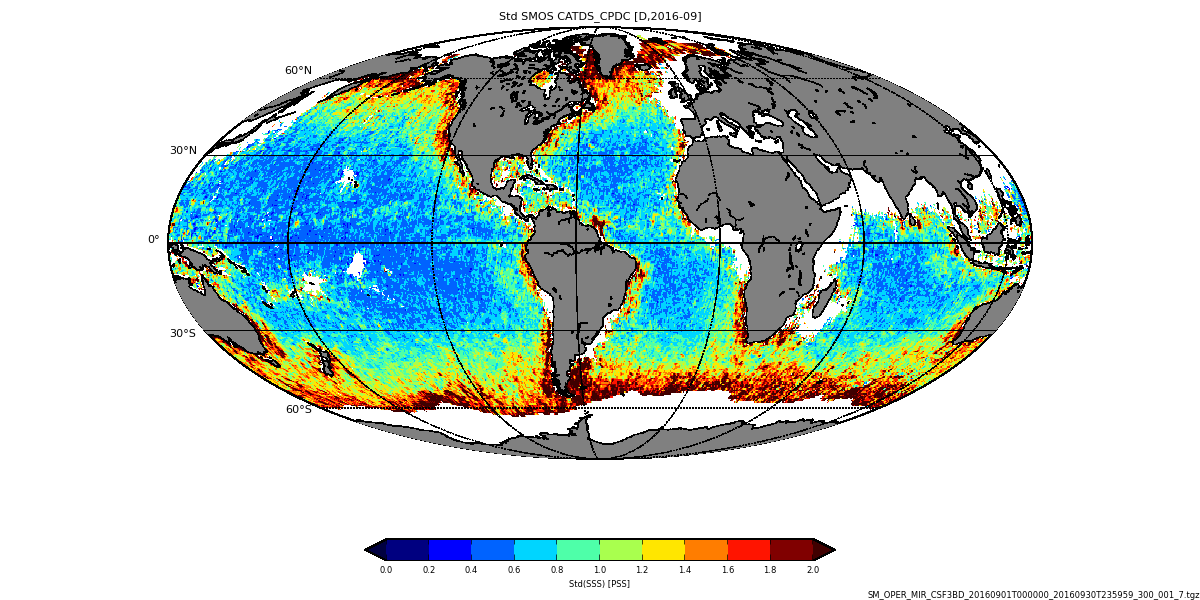 Std SMOS CATDS_CPDC [D,2016-09]
60°N
30°N
0°
30°S
60°S
0.0 0.2 0.4 0.6 0.8 1.0 1.2 1.4 1.6 1.8 2.0
Std(SSS) [PSS]
SM_OPER_MIR_CSF3BD_20160901T000000_20160930T235959_300_001_7.tgz